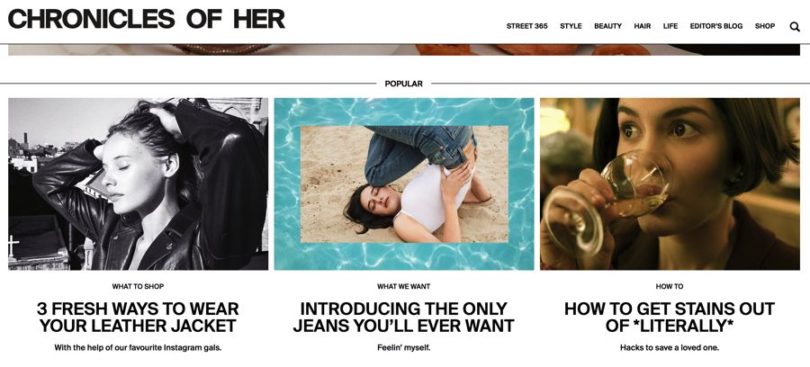 CHRONICLES OF HER
STREET 365 STYLE BEAUTY HAIR LIFE EDITOR'S BLOG SHOP
POPULAR
WHAT TO SHOP
3 FRESH WAYS TO WEAR
YOUR LEATHER JACKET
With the help of our favourite Instagram gals.
WHAT WE WANT
INTRODUCING THE ONLY
JEANS YOU'LL EVER WANT
Feelin' myself.
HOW TO
HOW TO GET STAINS OUT
OF *LITERALLY*
Hacks to save a loved one.